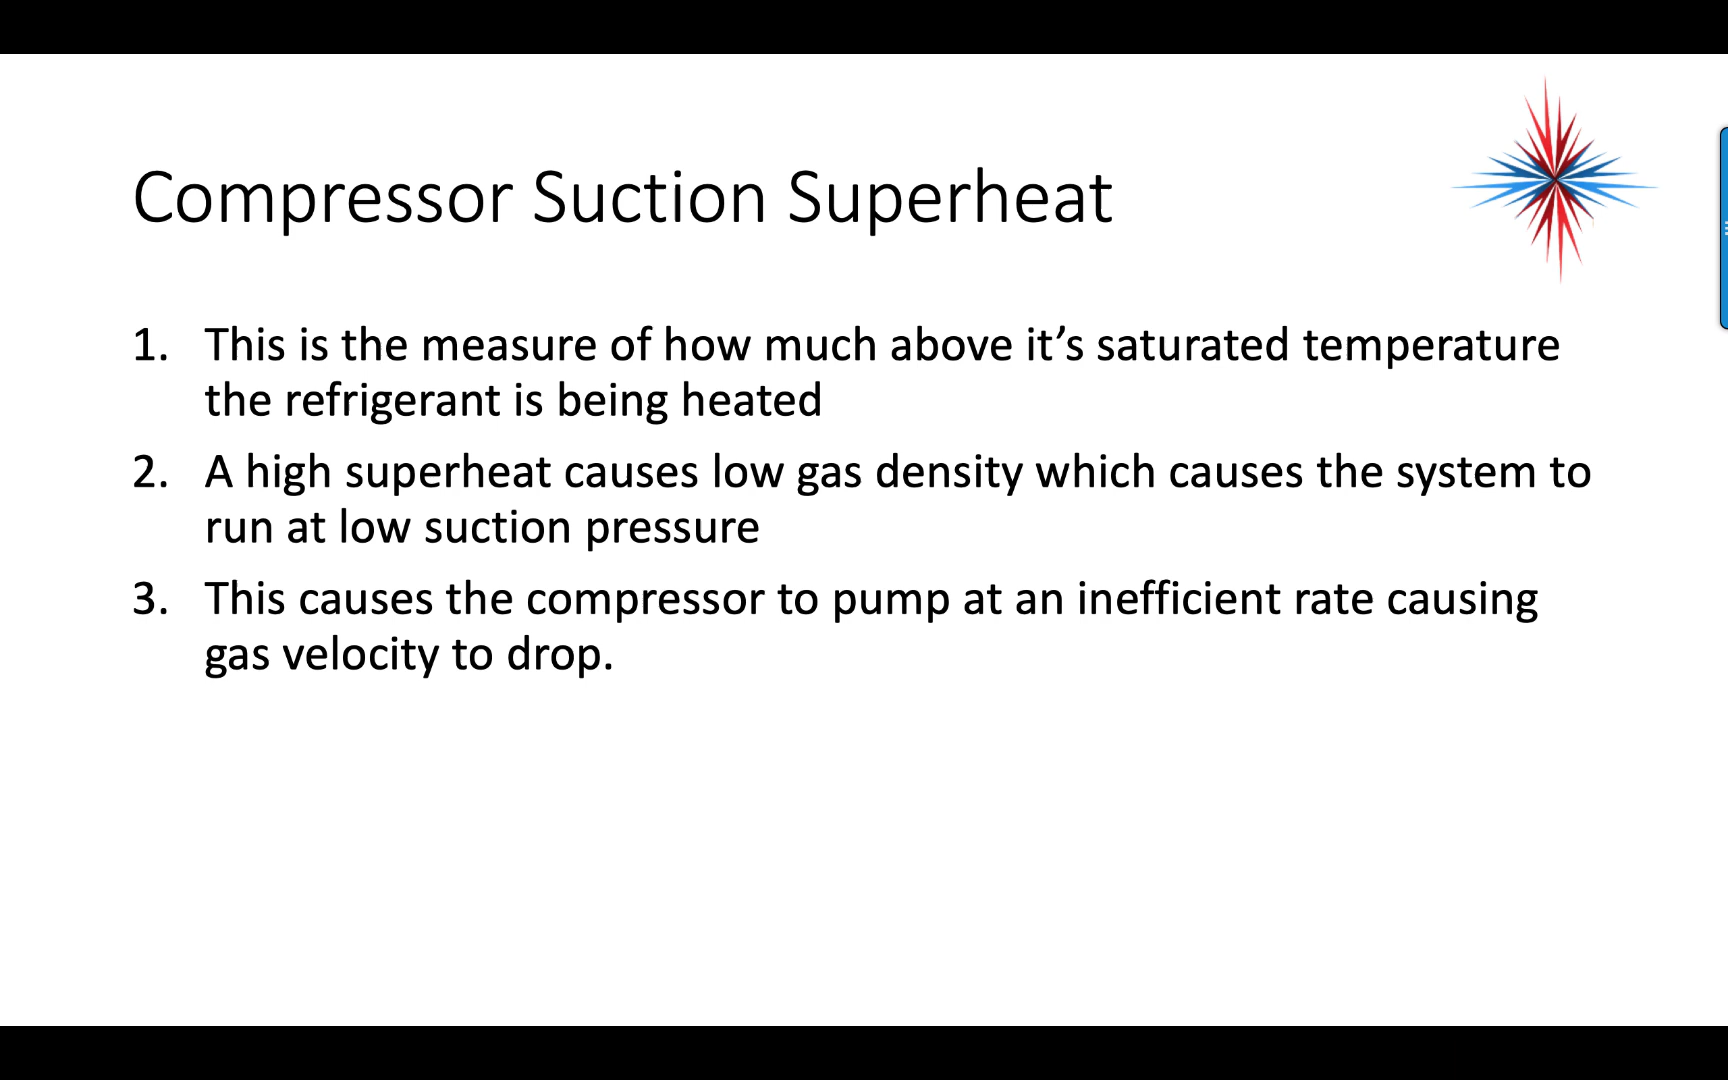 Compressor Suction Superheat
1. This is the measure of how much above it’s saturated temperature
the refrigerant is being heated
2. A high superheat causes low gas density which causes the system to
run at low suction pressure
3. This causes the compressor to pump at an inefficient rate causing
gas velocity to drop.